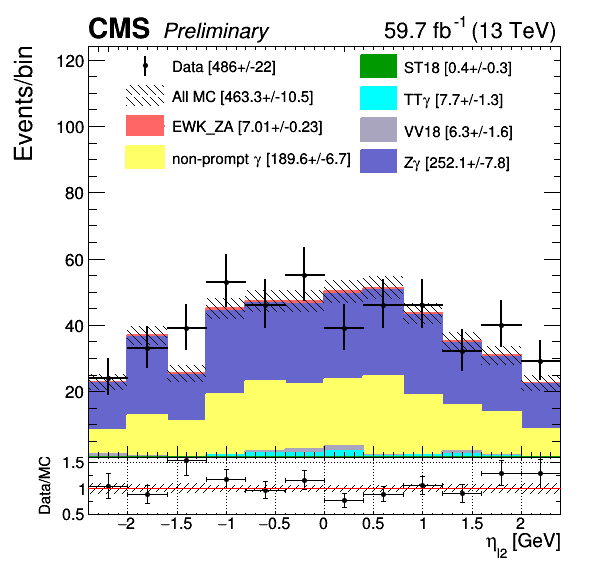 CMS Preliminary 59.7 fb⁻¹ (13 TeV)
Events/bin
120
100
80
60
40
20
Data [486+/-22]
All MC [463.3+/-10.5]
EWK_ZA [7.01+/-0.23]
non-prompt γ [189.6+/-6.7]
ST18 [0.4+/-0.3]
TTγ [7.7+/-1.3]
VV18 [6.3+/-1.6]
Zγ [252.1+/-7.8]
Data/MC
1.5
1
0.5
−2 −1.5 −1 −0.5 0 0.5 1 1.5 2
η_l2 [GeV]